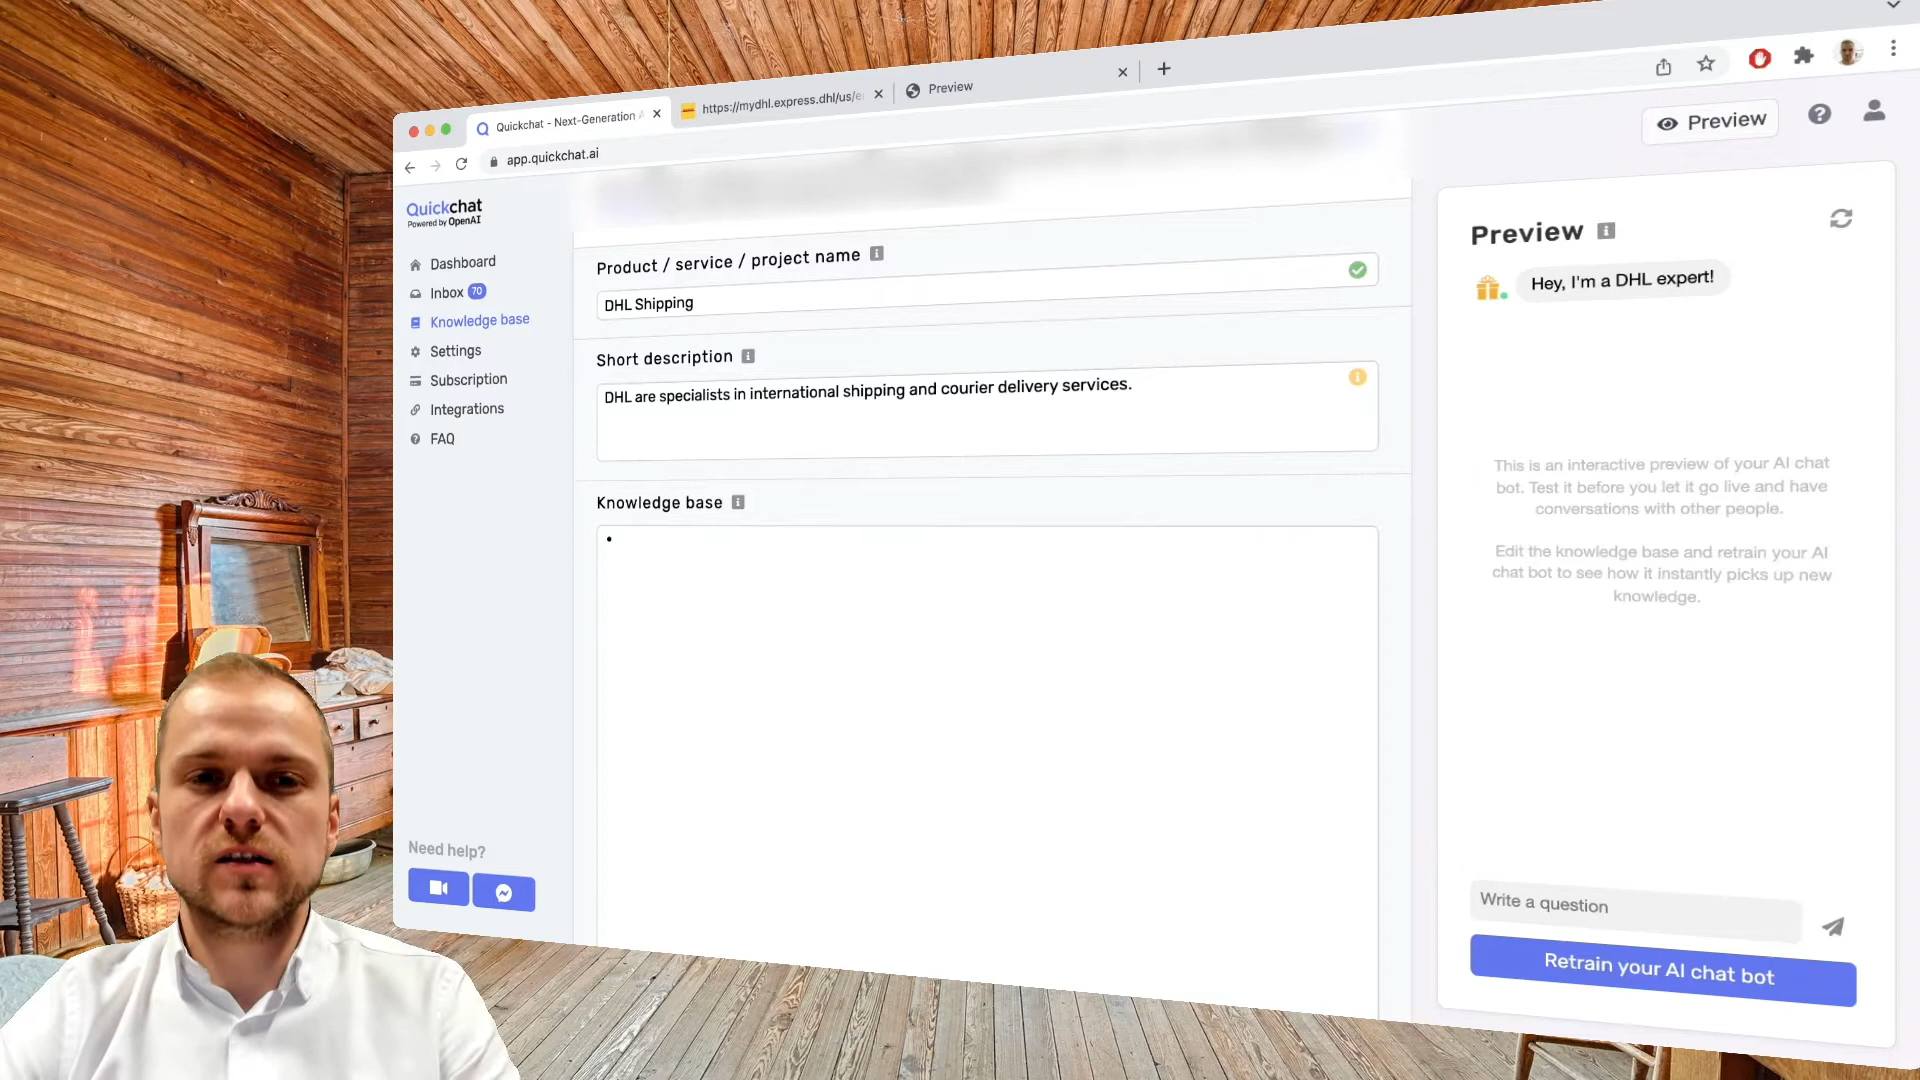 Quickchat - Next-Generation
https://mydhl.express.dhl/us/e
Preview
app.quickchat.ai
Preview
Quickchat
Powered by OpenAI
Dashboard
Inbox 70
Knowledge base
Settings
Subscription
Integrations
FAQ
Need help?
Product / service / project name
DHL Shipping
Short description
DHL are specialists in international shipping and courier delivery services.
Knowledge base
•
Preview
Hey, I'm a DHL expert!
This is an interactive preview of your AI chat
bot. Test it before you let it go live and have
conversations with other people.
Edit the knowledge base and retrain your AI
chat bot to see how it instantly picks up new
knowledge.
Write a question
Retrain your AI chat bot